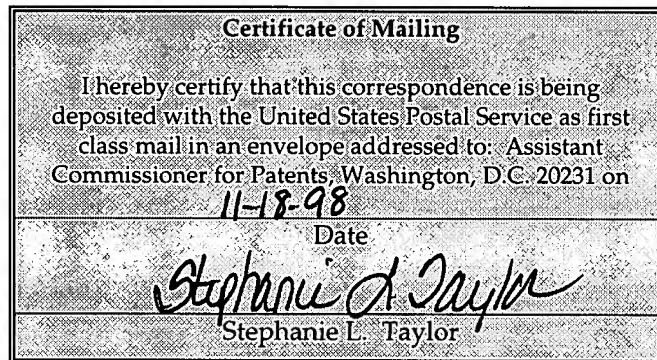 Certificate of Mailing
I hereby certify that this correspondence is being
deposited with the United States Postal Service as first
class mail in an envelope addressed to: Assistant
Commissioner for Patents, Washington, D.C. 20231 on
11-18-98
Date
Stephanie L Taylor
Stephanie L. Taylor